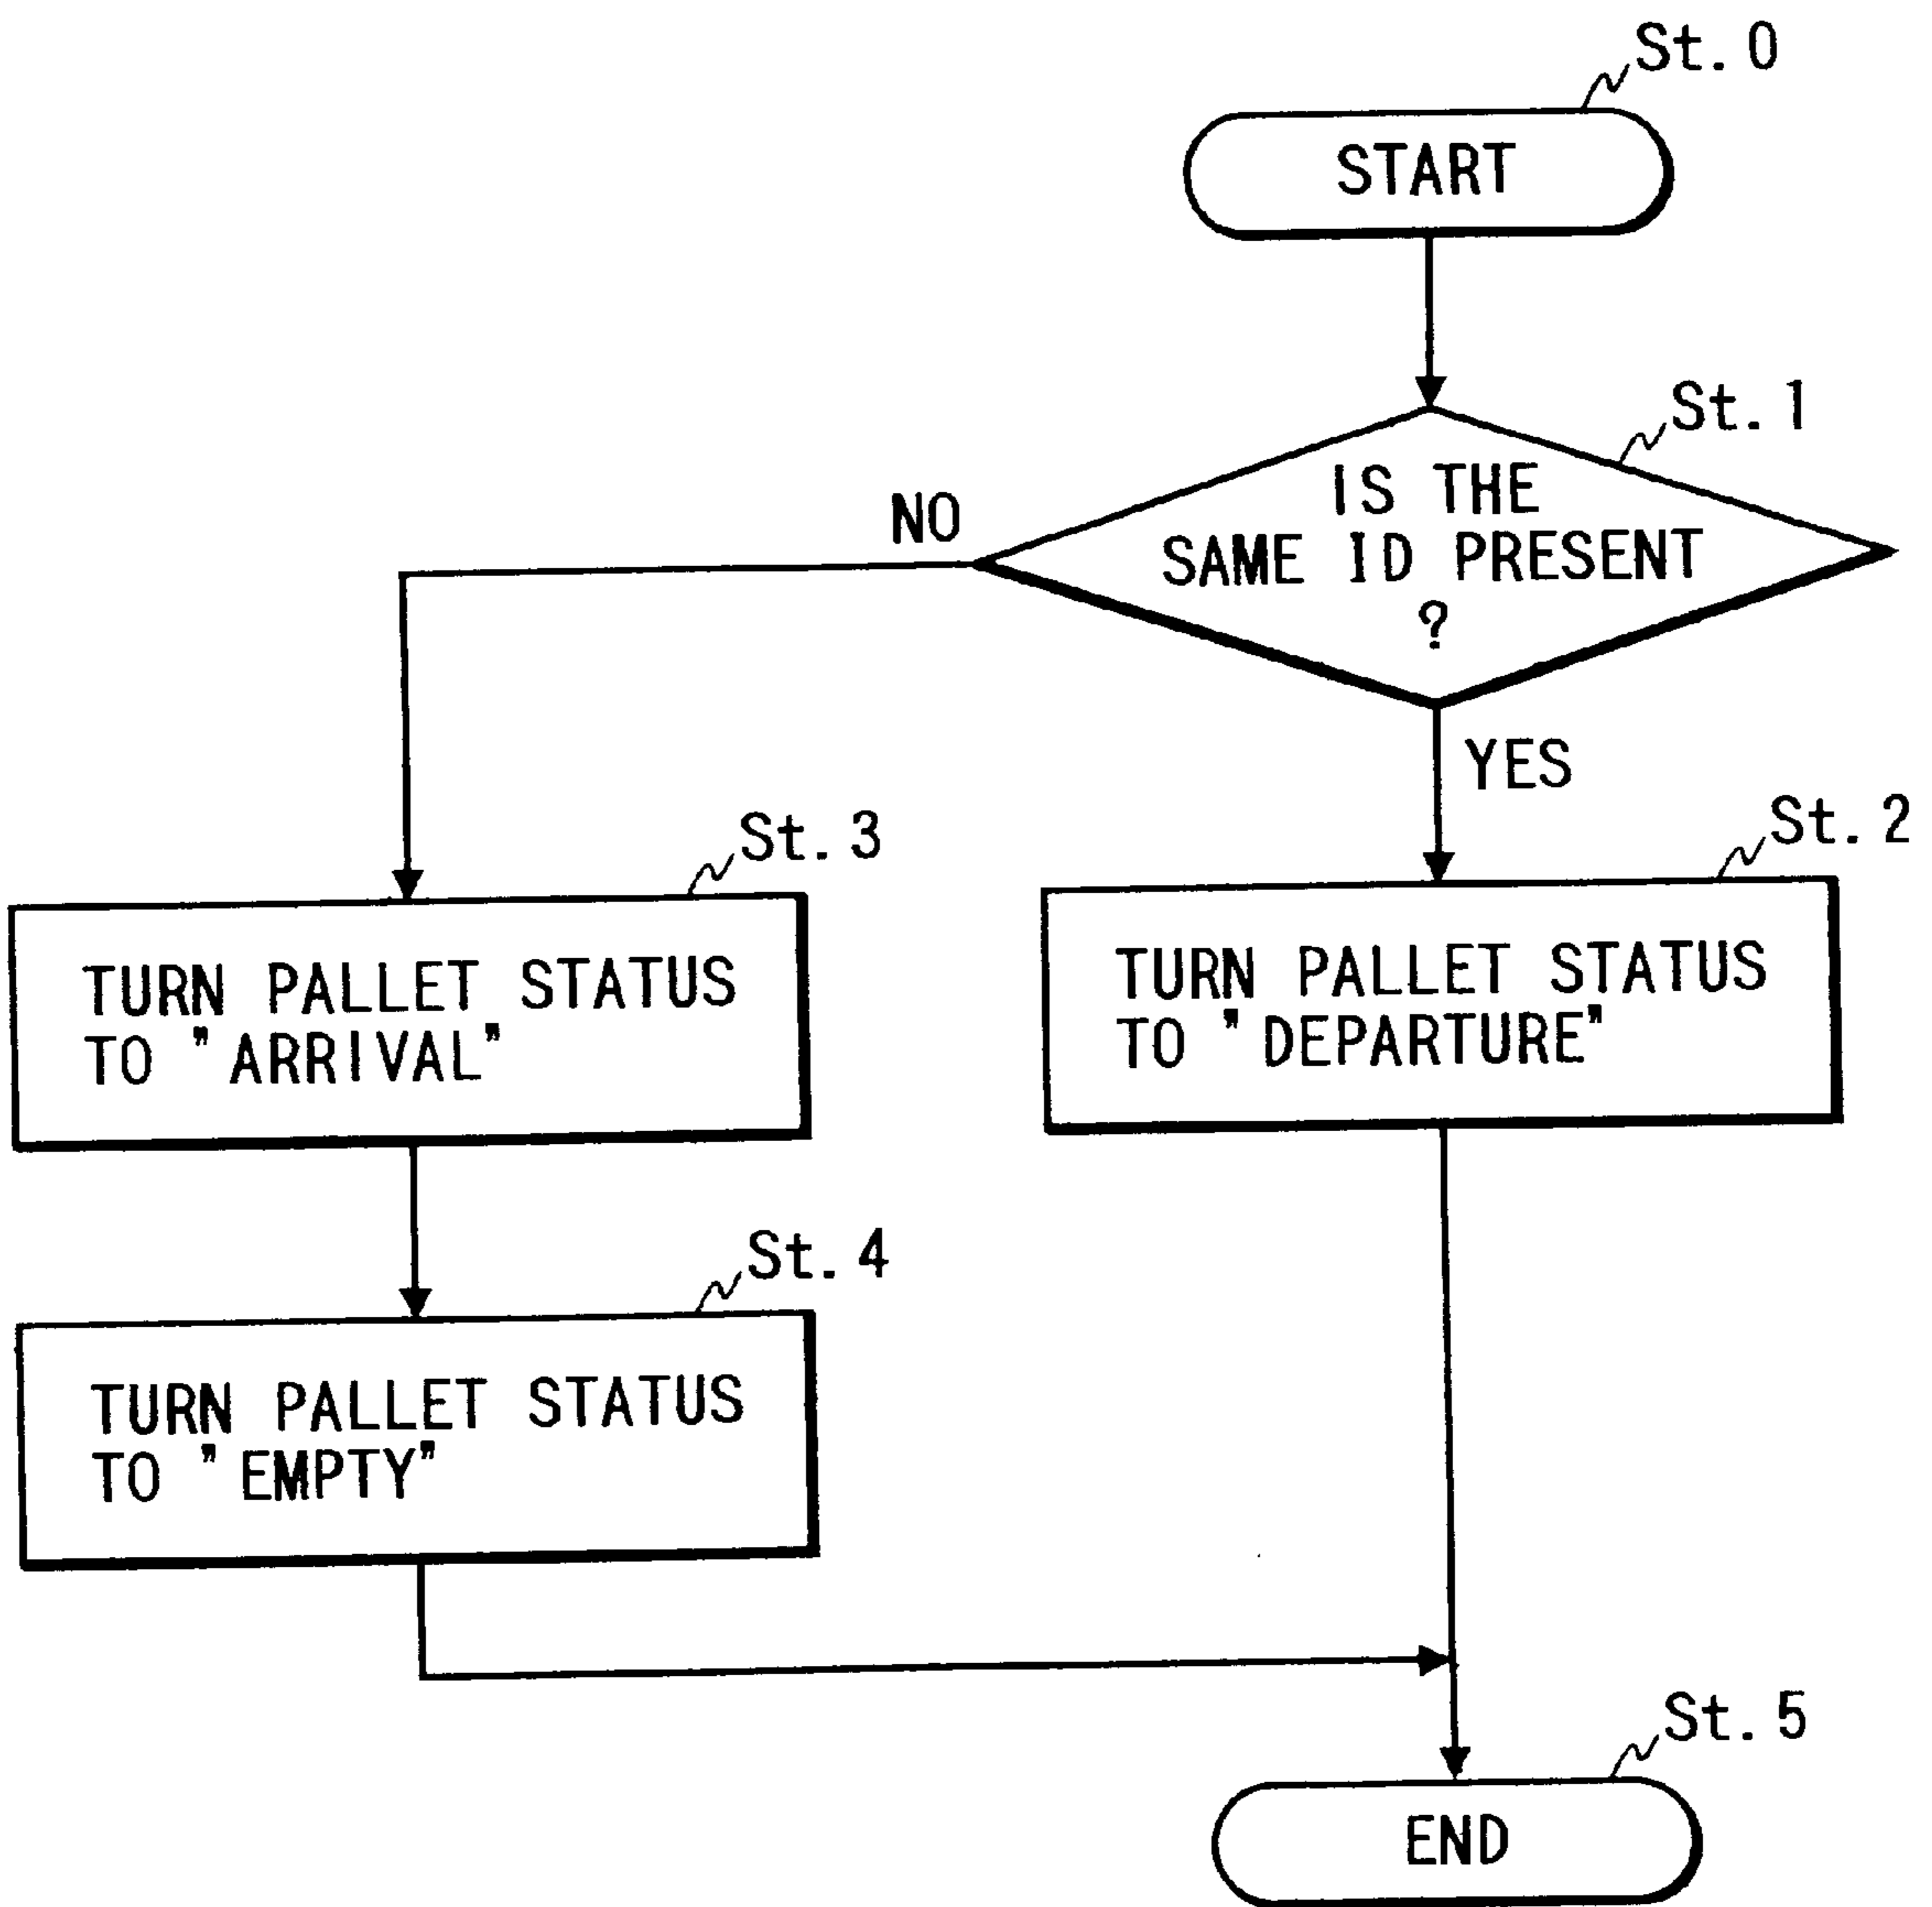 St. 0
START
St. 1
IS THE
SAME ID PRESENT
?
NO
YES
St. 3
St. 2
TURN PALLET STATUS
TO "ARRIVAL"
TURN PALLET STATUS
TO "DEPARTURE"
St. 4
TURN PALLET STATUS
TO "EMPTY"
St. 5
END